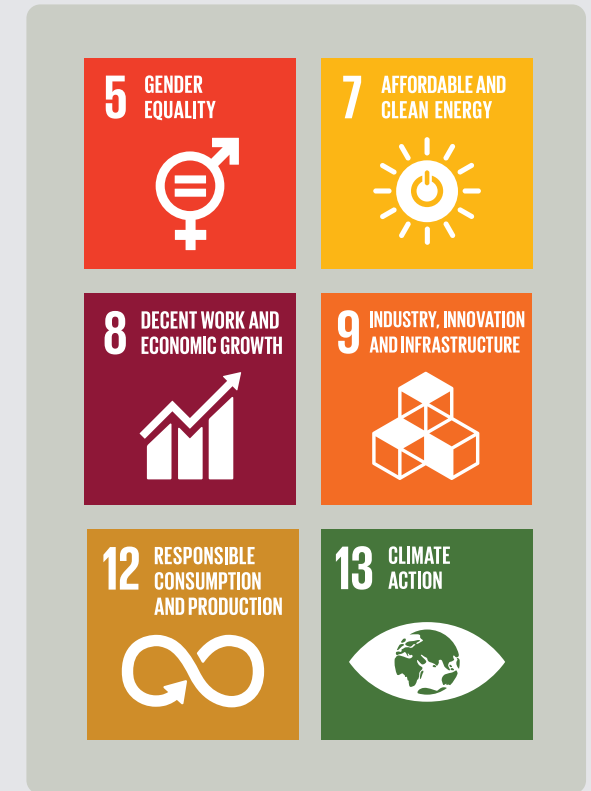 5 GENDER
EQUALITY
7 AFFORDABLE AND
CLEAN ENERGY
8 DECENT WORK AND
ECONOMIC GROWTH
9 INDUSTRY, INNOVATION
AND INFRASTRUCTURE
12 RESPONSIBLE
CONSUMPTION
AND PRODUCTION
13 CLIMATE
ACTION